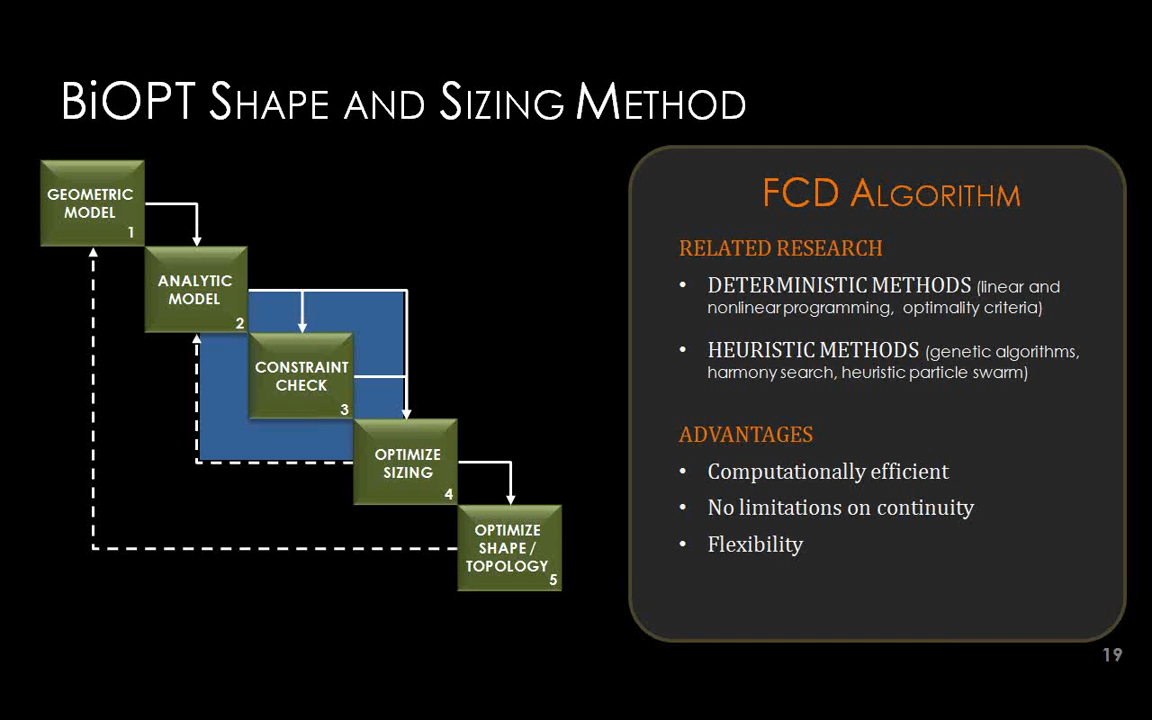 BiOPT SHAPE AND SIZING METHOD
GEOMETRIC
MODEL
1
ANALYTIC
MODEL
2
CONSTRAINT
CHECK
3
OPTIMIZE
SIZING
4
OPTIMIZE
SHAPE /
TOPOLOGY
5
FCD ALGORITHM
RELATED RESEARCH
• DETERMINISTIC METHODS (linear and
nonlinear programming, optimality criteria)
• HEURISTIC METHODS (genetic algorithms,
harmony search, heuristic particle swarm)
ADVANTAGES
• Computationally efficient
• No limitations on continuity
• Flexibility
19